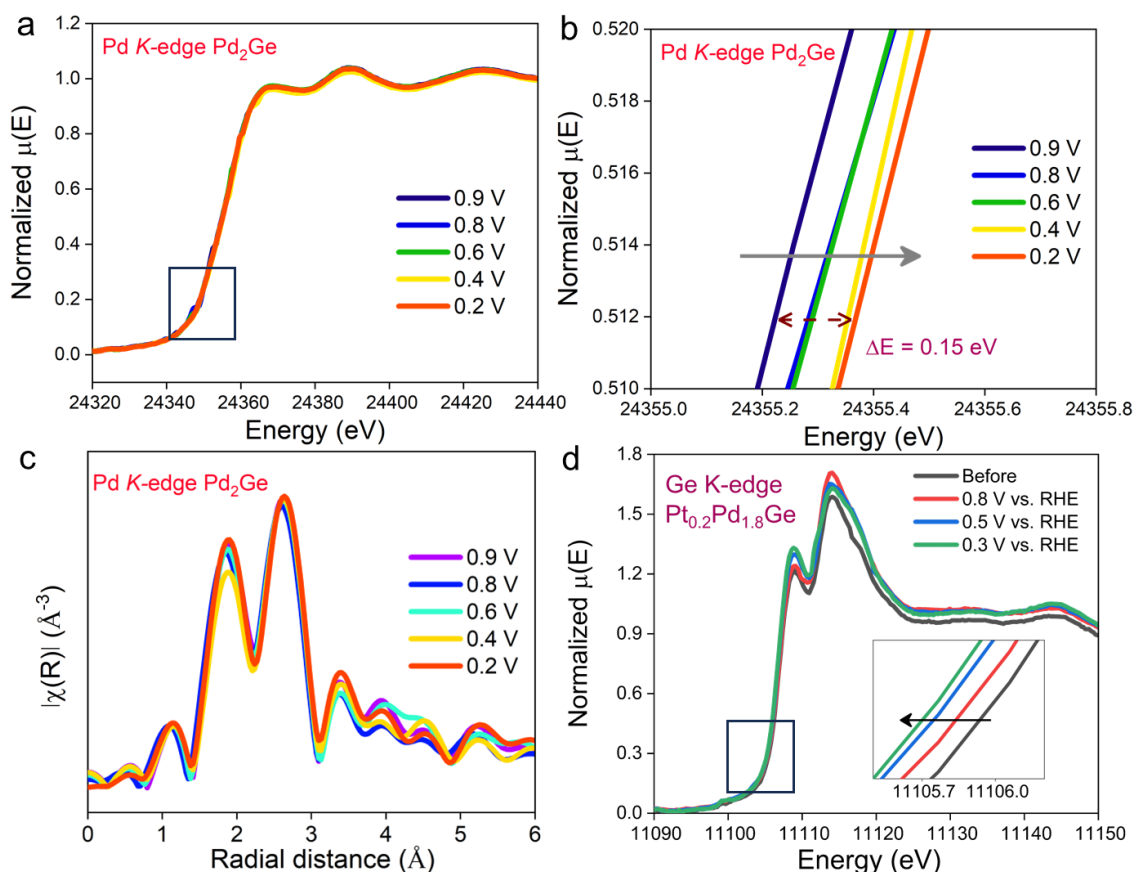 a
Pd K-edge Pd₂Ge
Normalized μ(E)
1.2
1.0
0.8
0.6
0.4
0.2
0.0
0.9 V
0.8 V
0.6 V
0.4 V
0.2 V
24320 24340 24360 24380 24400 24420 24440
Energy (eV)
b
Pd K-edge Pd₂Ge
Normalized μ(E)
0.520
0.518
0.516
0.514
0.512
0.510
0.9 V
0.8 V
0.6 V
0.4 V
0.2 V
ΔE = 0.15 eV
24355.0 24355.2 24355.4 24355.6 24355.8
Energy (eV)
c
Pd K-edge Pd₂Ge
|χ(R)| (Å⁻³)
0.9 V
0.8 V
0.6 V
0.4 V
0.2 V
0 1 2 3 4 5 6
Radial distance (Å)
d
Ge K-edge
Pt₀.₂Pd₁.₈Ge
Normalized μ(E)
1.8
1.5
1.2
0.9
0.6
0.3
0.0
Before
0.8 V vs. RHE
0.5 V vs. RHE
0.3 V vs. RHE
11105.7 11106.0
11090 11100 11110 11120 11130 11140 11150
Energy (eV)